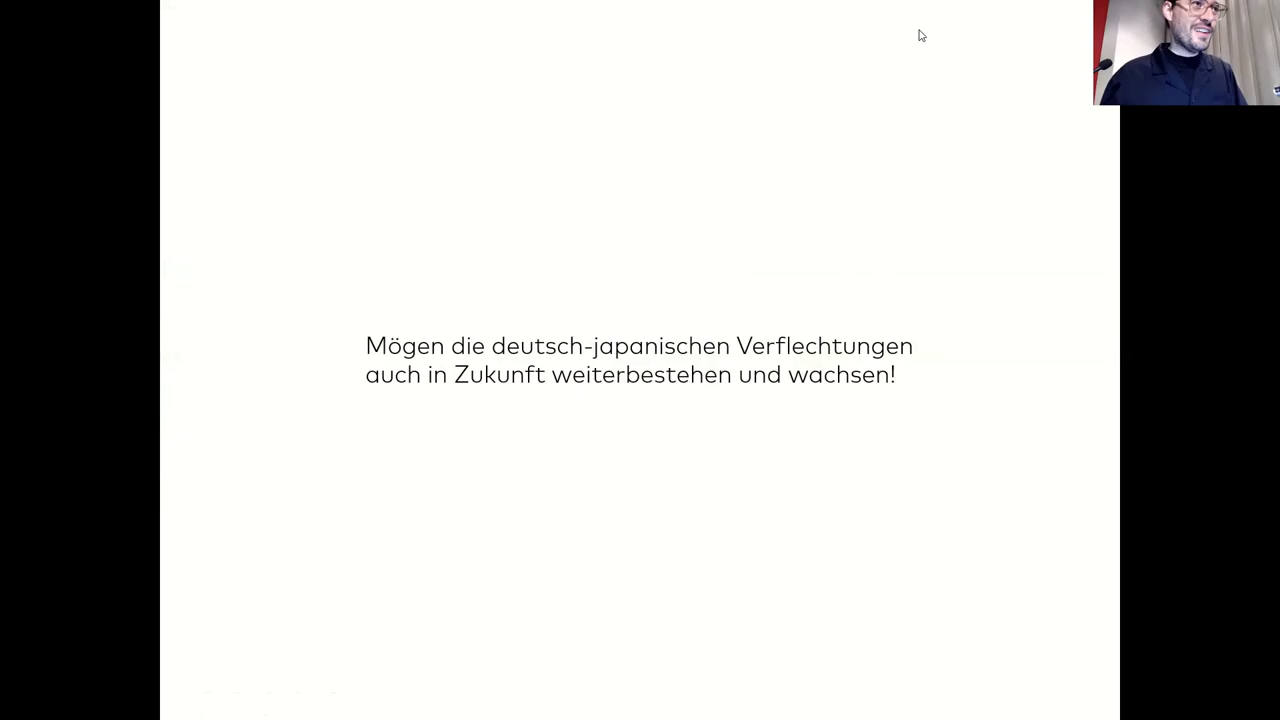 Mögen die deutsch-japanischen Verflechtungen
auch in Zukunft weiterbestehen und wachsen!